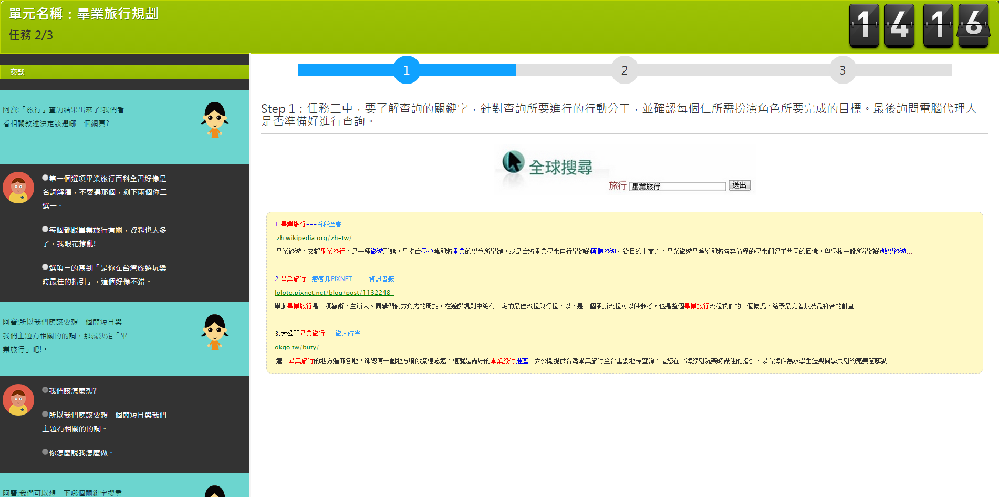 單元名稱：畢業旅行規劃
任務 2/3
14 16
交談
阿寶:「旅行」查詢結果出來了!我們看
看相關敘述決定該選哪一個網頁?
第一個選項畢業旅行百科全書好像是
名詞解釋，不要選那個，剩下兩個你二
選一。
每個都跟畢業旅行有關，資料也太多
了，我眼花撩亂!
選項三的寫到「是你在台灣旅遊玩樂
時最佳的指引」，這個好像不錯。
阿寶:所以我們應該要想一個簡短且與
我們主題有相關的的詞，那就決定「畢
業旅行」吧!。
我們該怎麼想?
所以我們應該要想一個簡短且與我們
主題有相關的的詞。
你怎麼說我怎麼做。
阿寶:我們可以想一下哪個關鍵字搜尋
1
2
3
Step 1：任務二中，要了解查詢的關鍵字，針對查詢所要進行的行動分工，並確認每個仁所需扮演角色所要完成的目標。最後詢問電腦代理人
是否準備好進行查詢。
全球搜尋
旅行 畢業旅行 送出
1.畢業旅行---百科全書
zh.wikipedia.org/zh-tw/
畢業旅遊，又稱畢業旅行，是一種旅遊形態，是指由學校為即將畢業的學生所舉辦，或是由將畢業學生自行舉辦的團體旅遊。從目的上而言，畢業旅遊是為給即將各奔前程的學生們留下共同的回憶，與學校一般所舉辦的教學旅遊...
2.畢業旅行:: 痞客邦PIXNET ::---資訊書籤
loloto.pixnet.net/blog/post/1132248-
舉辦畢業旅行是一項藝術，主辦人、同學們倆方角力的周旋，在遊戲規則中總有一定的最佳流程與行程，以下是一個承辦流程可以供參考，也是整個畢業旅行流程設計的一個概況，給予最完善以及最符合的計畫...
3.大公開畢業旅行---旅人時光
okgo.tw/buty/
適合畢業旅行的地方遍佈各地，卻總有一個地方讓你流連忘返，這就是最好的畢業旅行推薦。大公開提供台灣畢業旅行全台重要地標查詢，是您在台灣旅遊玩樂時最佳的指引。以台灣作為求學生涯與同學共遊的完美驚嘆號...